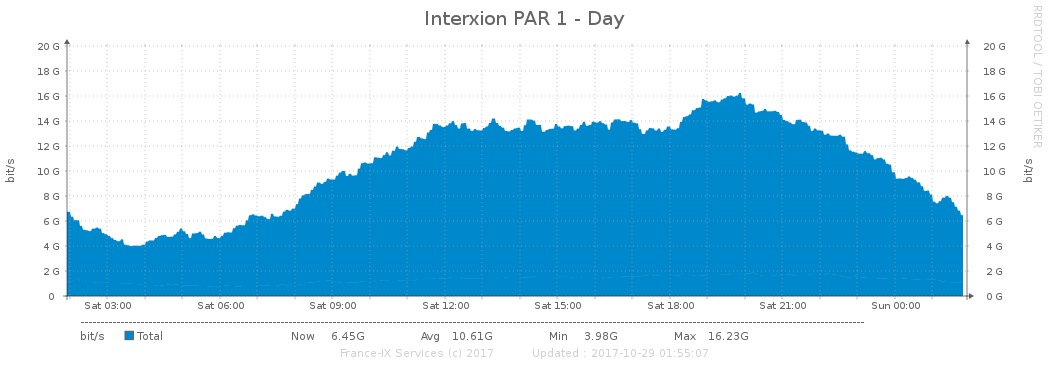 Interxion PAR 1 - Day
RRDTOOL / TOBI OETIKER
20 G 20 G
18 G 18 G
16 G 16 G
14 G 14 G
12 G 12 G
10 G 10 G
8 G 8 G
6 G 6 G
4 G 4 G
2 G 2 G
0 0 G
bit/s
bit/s
Sat 03:00 Sat 06:00 Sat 09:00 Sat 12:00 Sat 15:00 Sat 18:00 Sat 21:00 Sun 00:00
bit/s Total Now 6.45G Avg 10.61G Min 3.98G Max 16.23G
France-IX Services (c) 2017 Updated : 2017-10-29 01:55:07